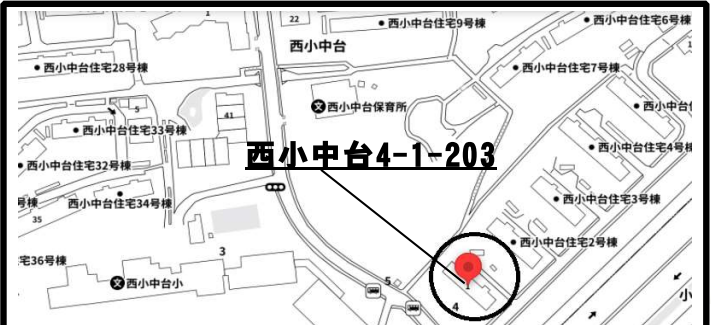 1
22
西小中台住宅9号棟
西小中台住宅6号棟
西小中台
西小中台住宅28号棟
西小中台住宅7号棟
5
41
文西小中台保育所
西小中台住
西小中台住宅33号棟
西小中台4-1-203
西小中台住宅4号棟
西小中台住宅32号棟
号棟
西小中台住宅34号棟
西小中台住宅3号棟
35
西小中台住宅2号棟
3
宅36号棟
文西小中台小
5
1
小
4